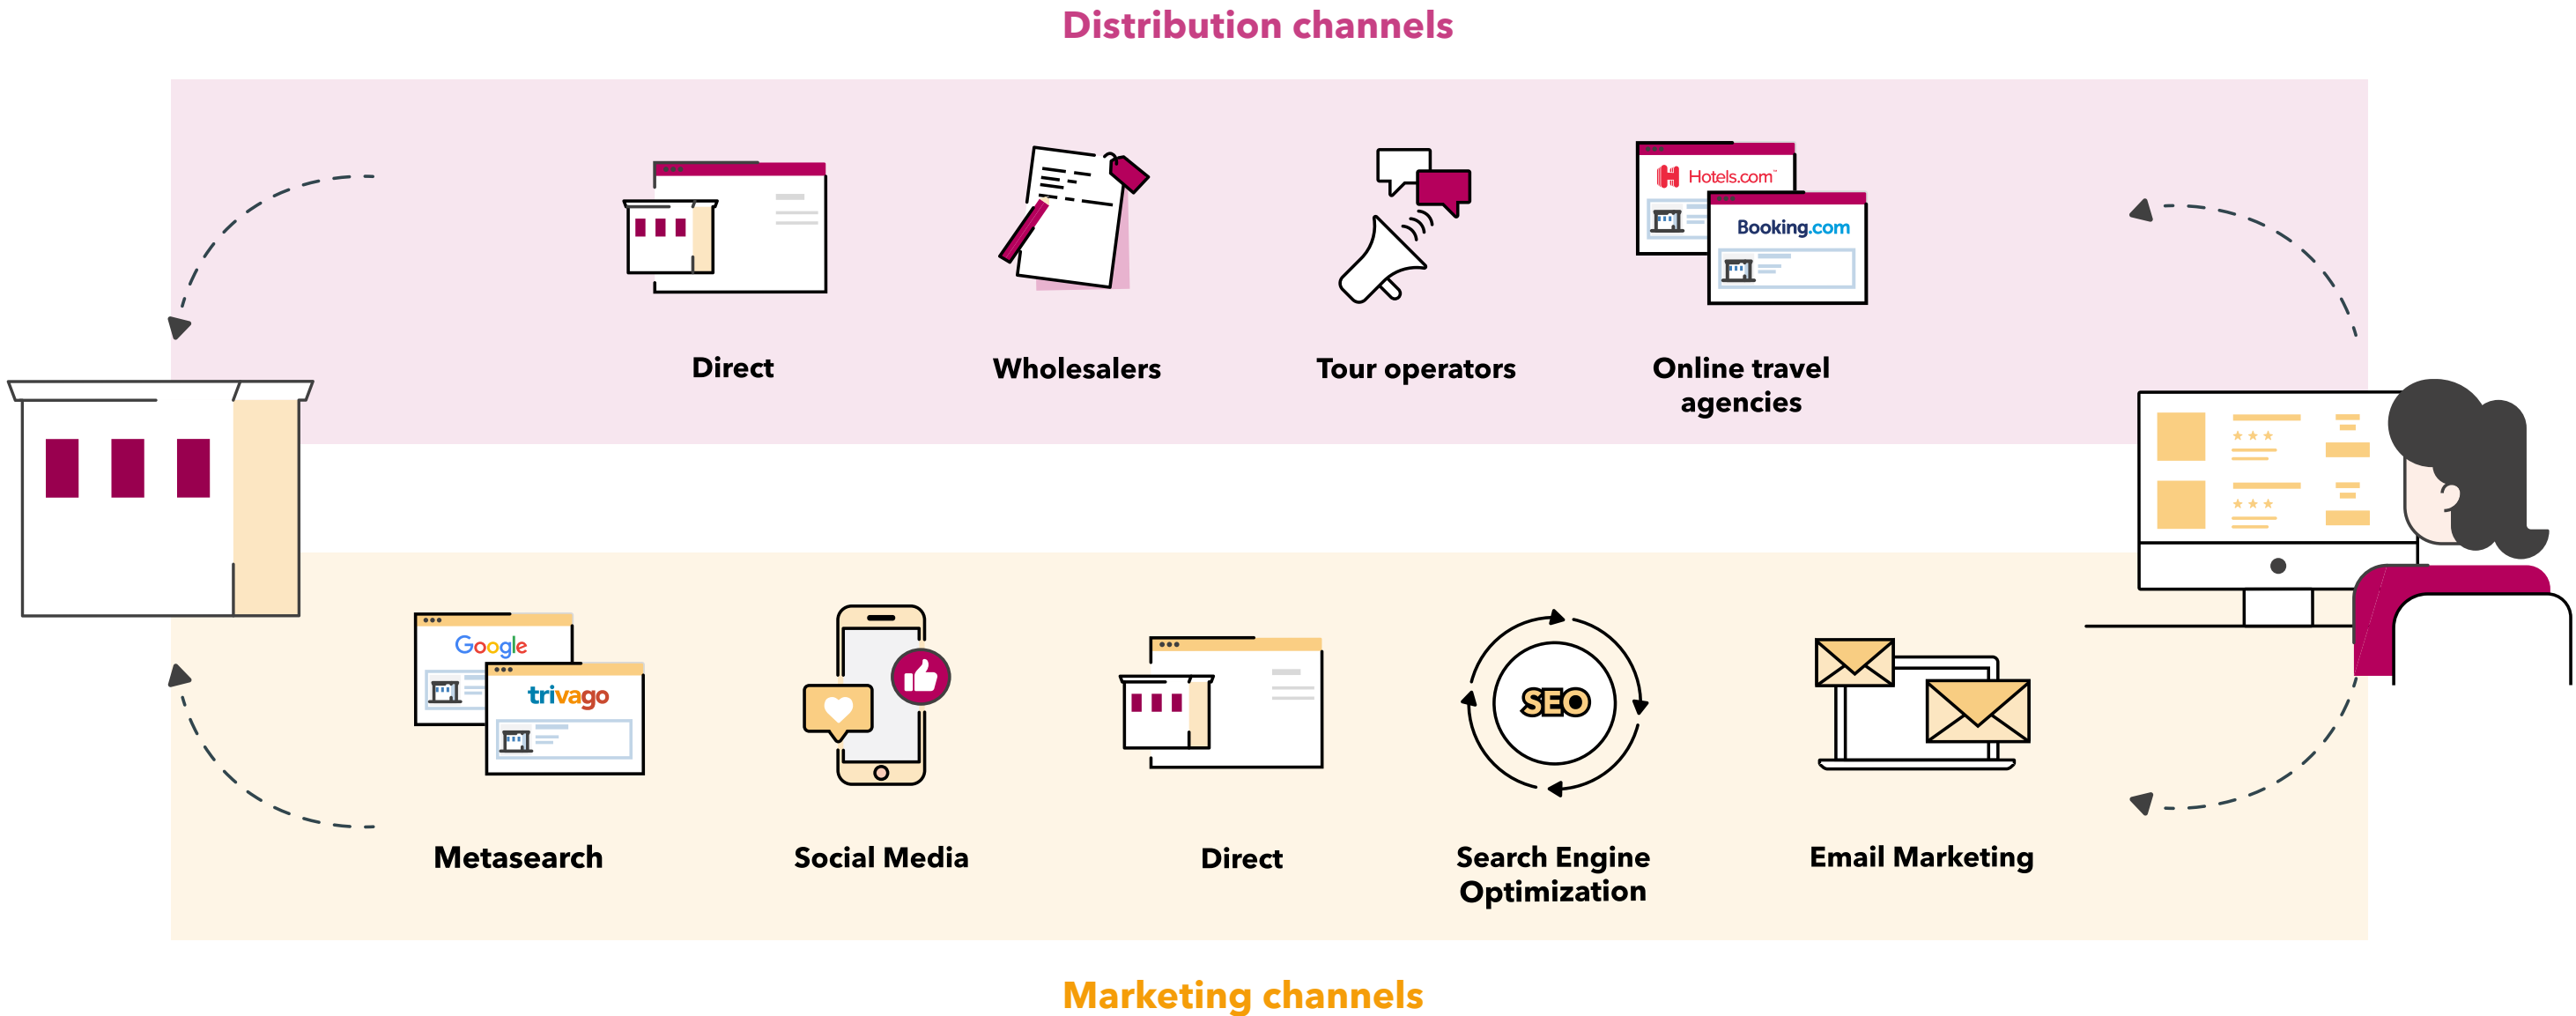 Distribution channels
Hotels.com
Booking.com
Direct
Wholesalers
Tour operators
Online travel
agencies
Google
trivago
SEO
Metasearch
Social Media
Direct
Search Engine
Optimization
Email Marketing
Marketing channels